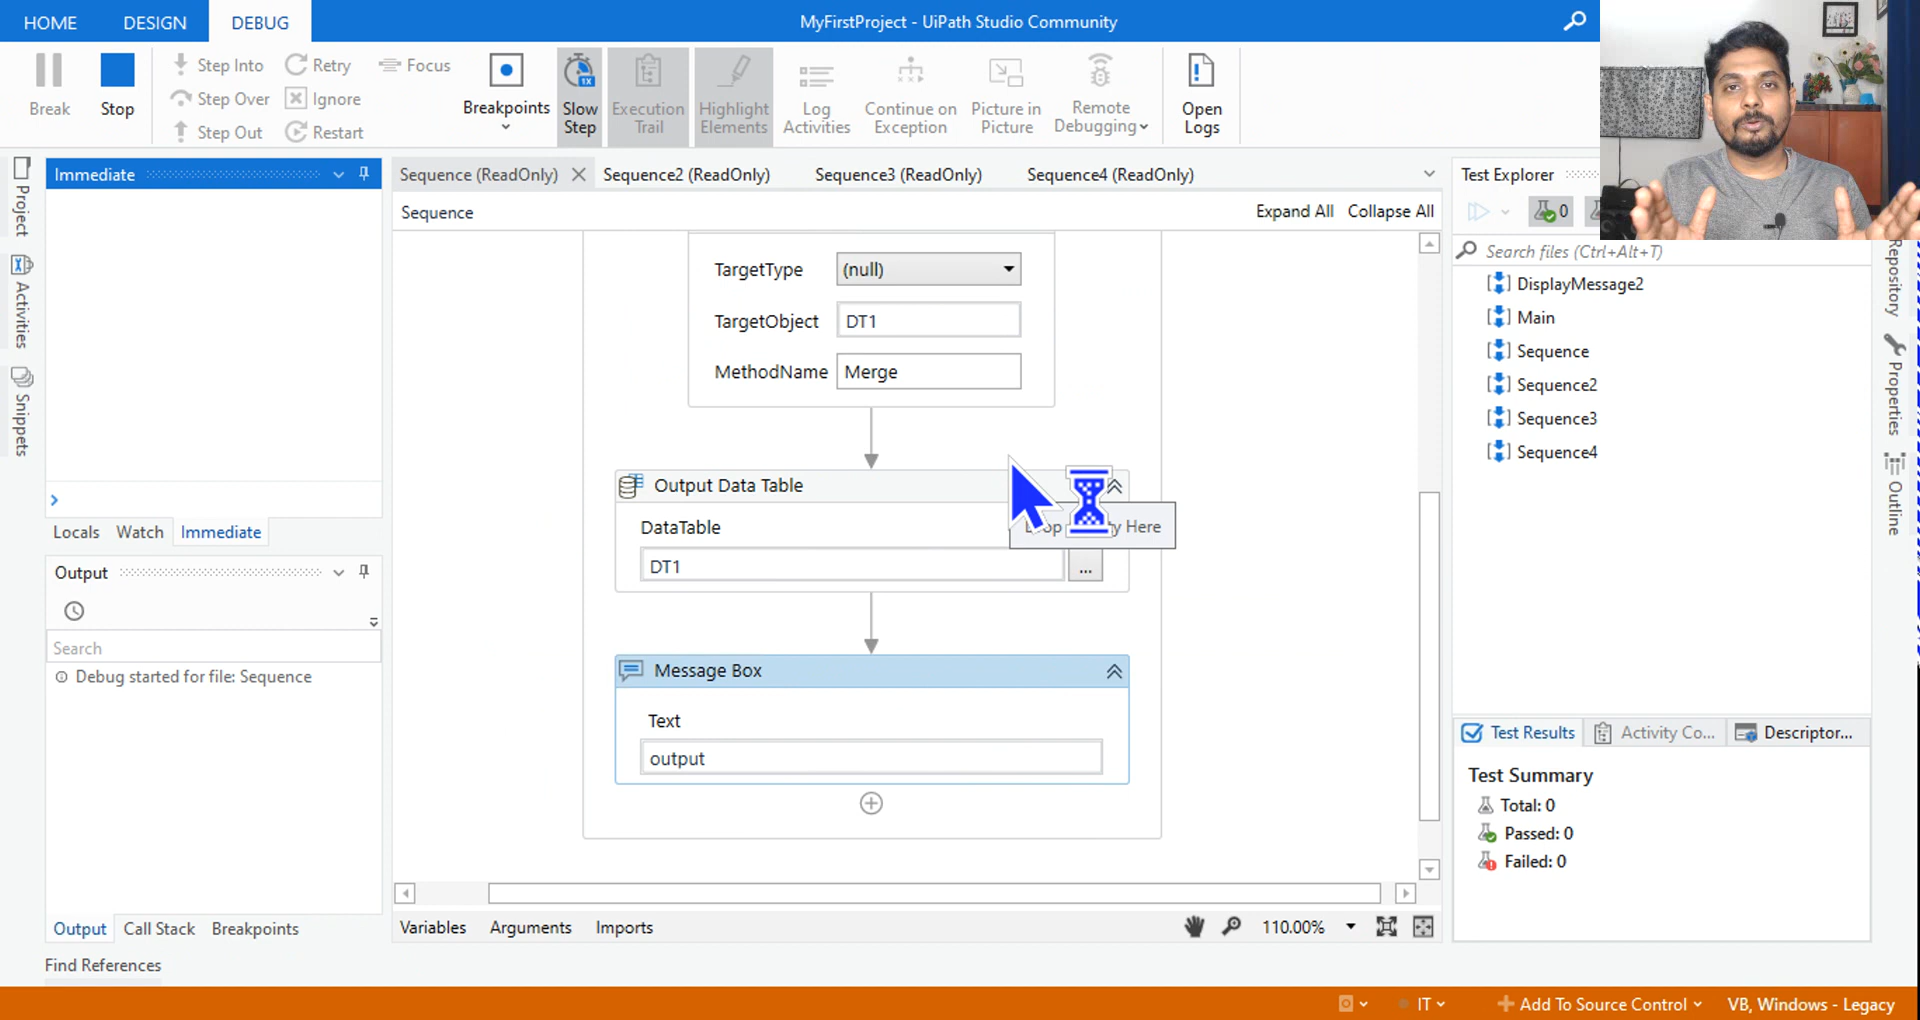 HOME DESIGN DEBUG MyFirstProject - UiPath Studio Community
Break Stop
Step Into Retry Focus
Step Over Ignore
Step Out Restart
Breakpoints
Slow Step 1X
Execution Trail
Highlight Elements
Log Activities
Continue on Exception
Picture in Picture
Remote Debugging
Open Logs
Project
Activities
Snippets
Immediate
Locals Watch Immediate
Output
Search
Debug started for file: Sequence
Output Call Stack Breakpoints
Find References
Sequence (ReadOnly) Sequence2 (ReadOnly) Sequence3 (ReadOnly) Sequence4 (ReadOnly)
Sequence Expand All Collapse All
TargetType (null)
TargetObject DT1
MethodName Merge
Output Data Table
DataTable
Here
DT1 ...
Message Box
Text
output
Variables Arguments Imports 110.00%
Test Explorer
0
Search files (Ctrl+Alt+T)
DisplayMessage2
Main
Sequence
Sequence2
Sequence3
Sequence4
Test Results Activity Co... Descriptor...
Test Summary
Total: 0
Passed: 0
Failed: 0
Repository
Properties
Outline
IT Add To Source Control VB, Windows - Legacy